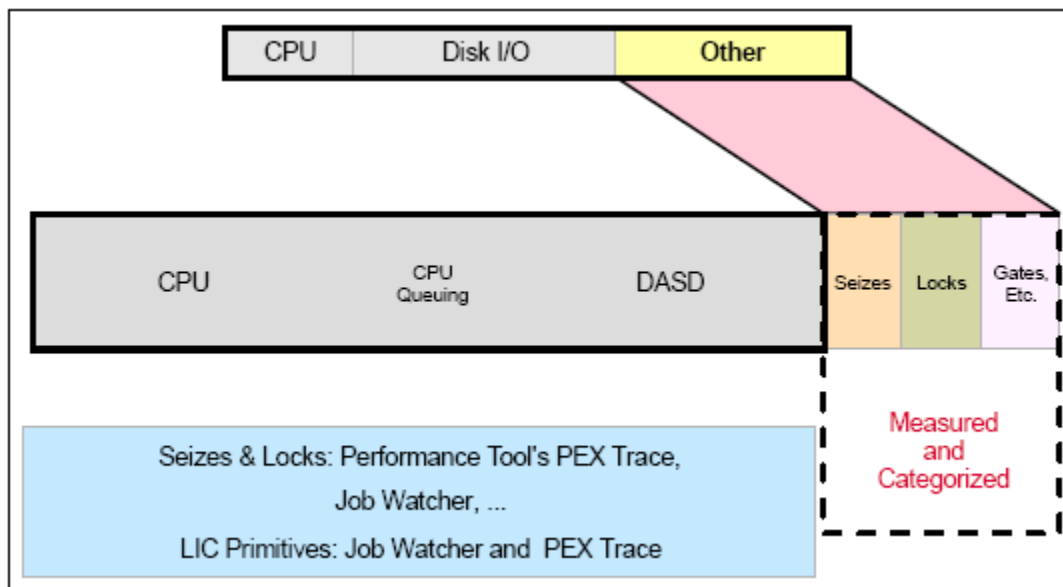 CPU
Disk I/O
Other
CPU
CPU
Queuing
DASD
Seizes
Locks
Gates,
Etc.
Measured
and
Categorized
Seizes & Locks: Performance Tool's PEX Trace,
Job Watcher, ...
LIC Primitives: Job Watcher and PEX Trace